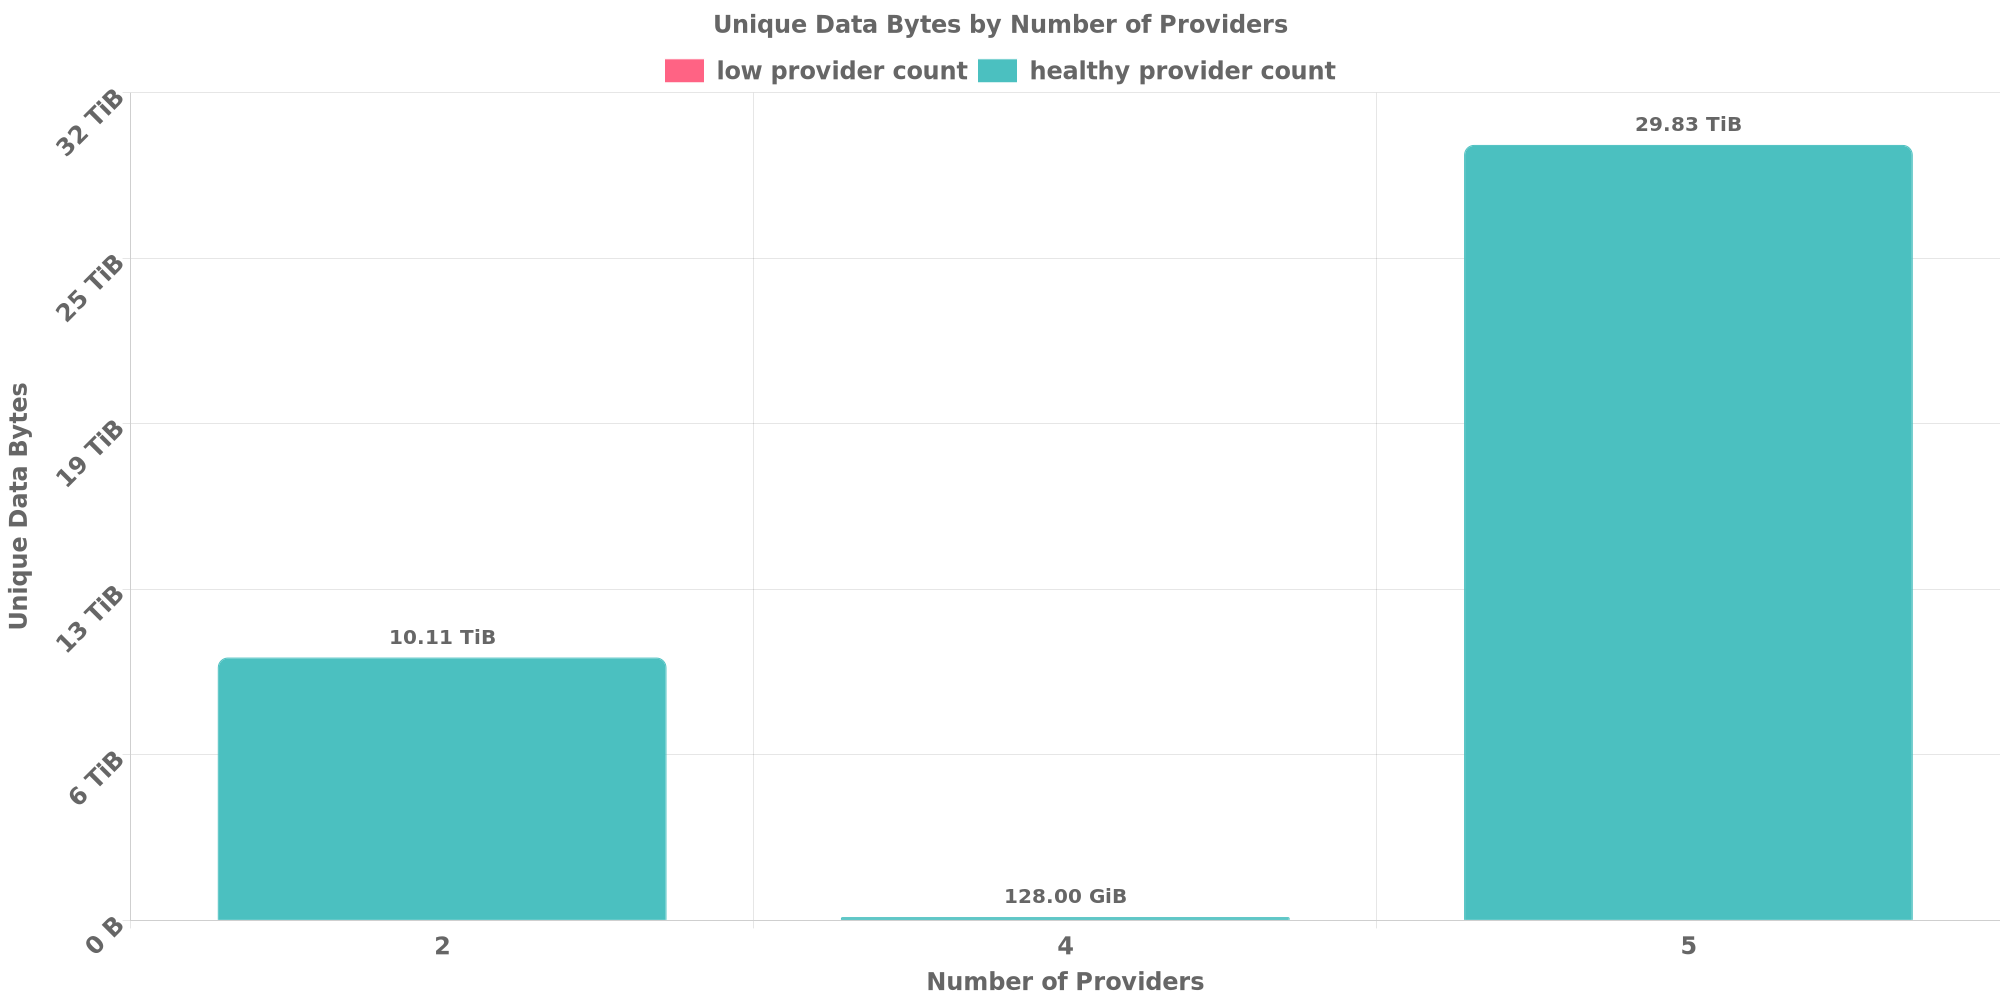 Unique Data Bytes by Number of Providers
low provider count healthy provider count
32 TiB
25 TiB
19 TiB
13 TiB
6 TiB
0 B
Unique Data Bytes
10.11 TiB
128.00 GiB
29.83 TiB
2 4 5
Number of Providers